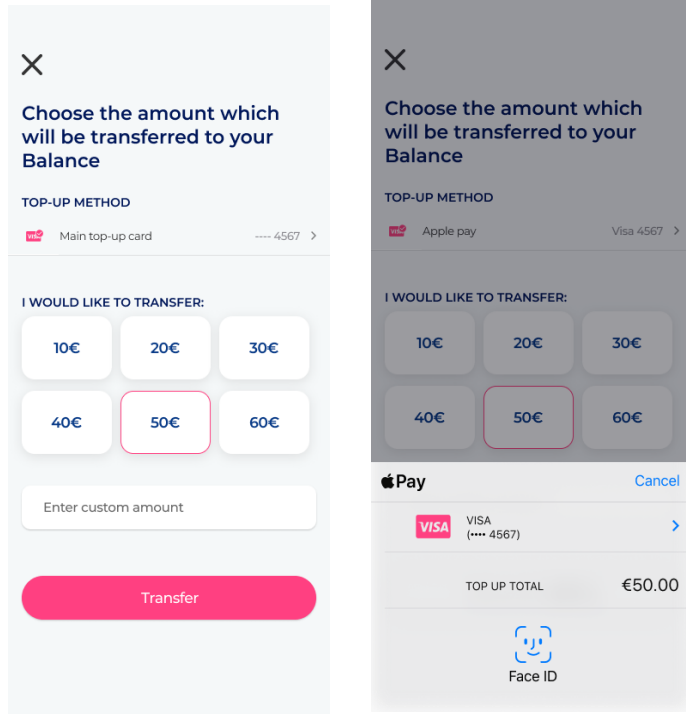 Choose the amount which
will be transferred to your
Balance
TOP-UP METHOD
VISA Main top-up card ---- 4567
I WOULD LIKE TO TRANSFER:
10€ 20€ 30€
40€ 50€ 60€
Enter custom amount
Transfer
Choose the amount which
will be transferred to your
Balance
TOP-UP METHOD
VISA Apple pay Visa 4567
I WOULD LIKE TO TRANSFER:
10€ 20€ 30€
40€ 50€ 60€
Pay Cancel
VISA VISA
(•••• 4567)
TOP UP TOTAL €50.00
Face ID